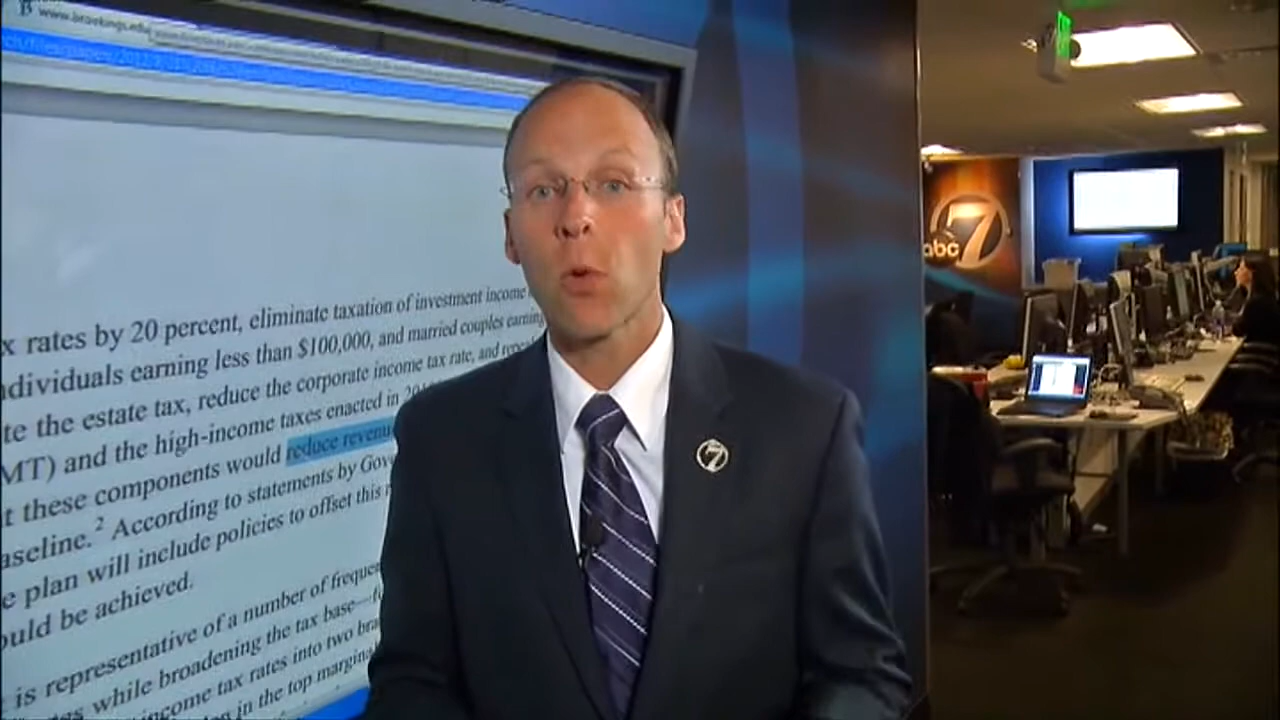 www.brookings.edu
x rates by 20 percent, eliminate taxation of investment income
ndividuals earning less than $100,000, and married couples earning
te the estate tax, reduce the corporate income tax rate, and repeal
MT) and the high-income taxes enacted in
t these components would reduce revenue
aseline.2 According to statements by Gove
e plan will include policies to offset this
ould be achieved.
is representative of a number of freque
es while broadening the tax base
income tax rates into two bra
in the top margina
7
abc 7